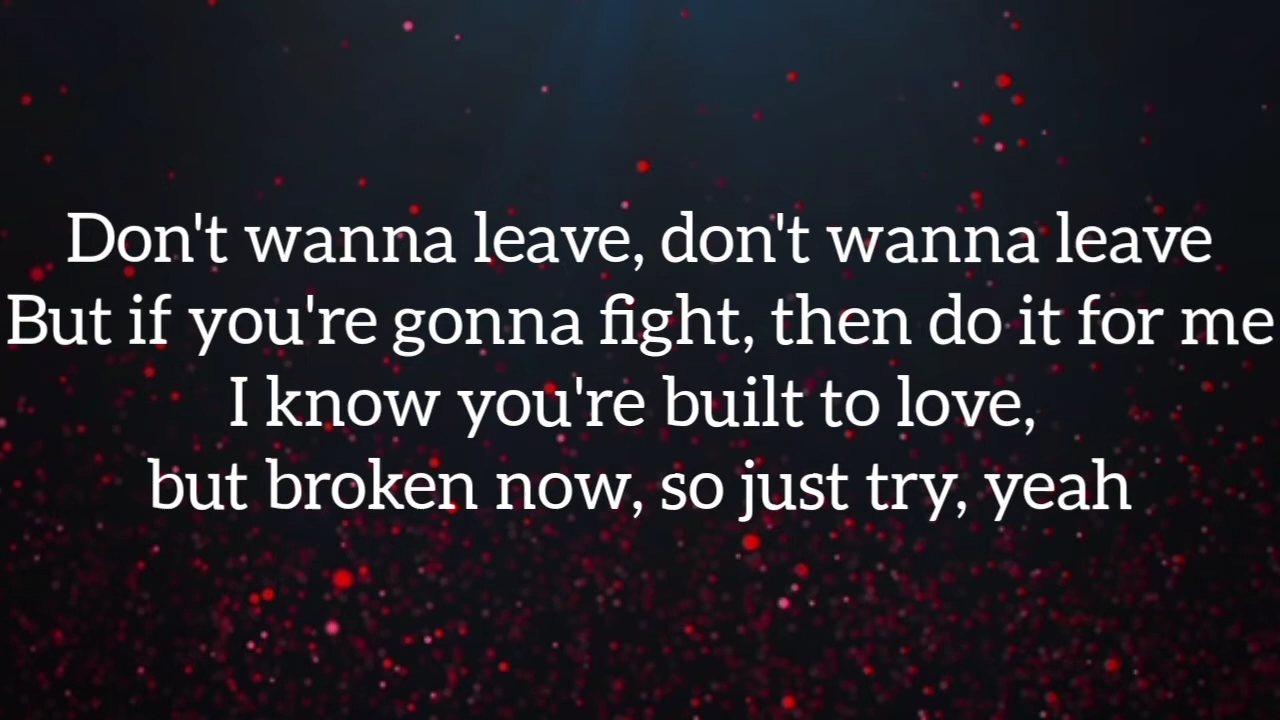 Don't wanna leave, don't wanna leave
But if you're gonna fight, then do it for me
I know you're built to love,
but broken now, so just try, yeah